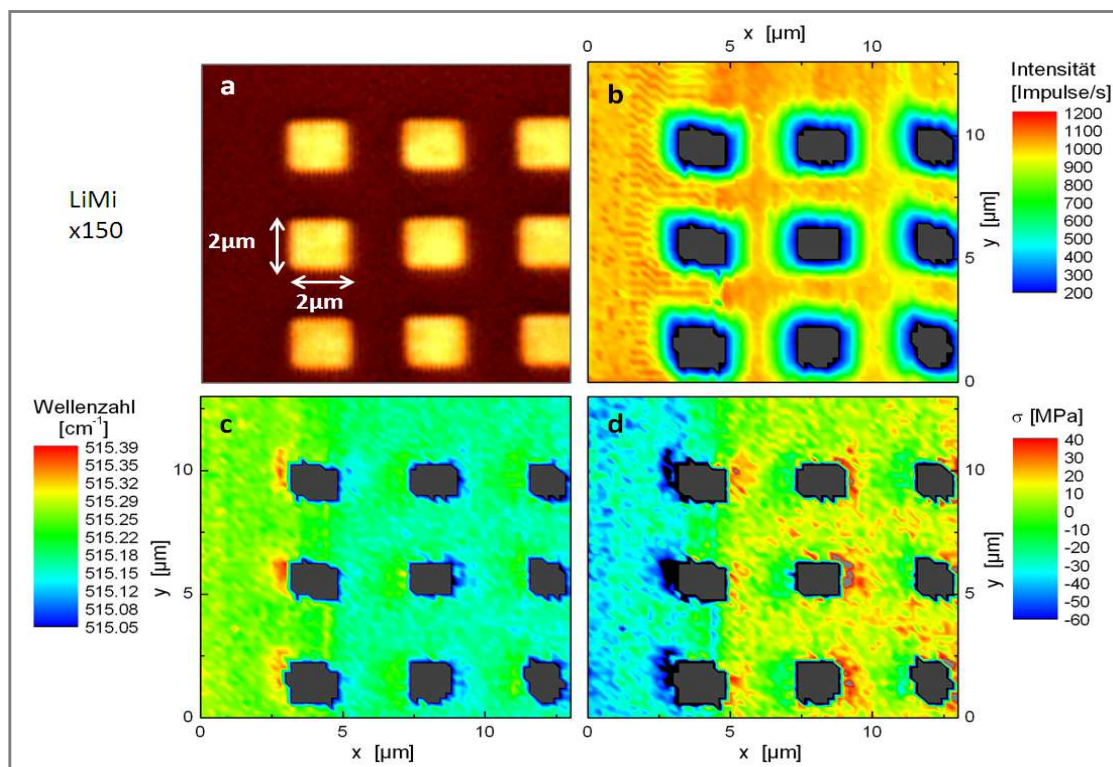 LiMi
x150
a
2µm
2µm
x [µm]
0
5
10
b
10
5
0
y [µm]
Intensität
[Impulse/s]
1200
1100
1000
900
800
700
600
500
400
300
200
Wellenzahl
[cm⁻¹]
515.39
515.35
515.32
515.29
515.25
515.22
515.18
515.15
515.12
515.08
515.05
c
10
5
0
y [µm]
0
5
10
x [µm]
d
10
5
0
y [µm]
0
5
10
x [µm]
σ [MPa]
40
30
20
10
0
-10
-20
-30
-40
-50
-60